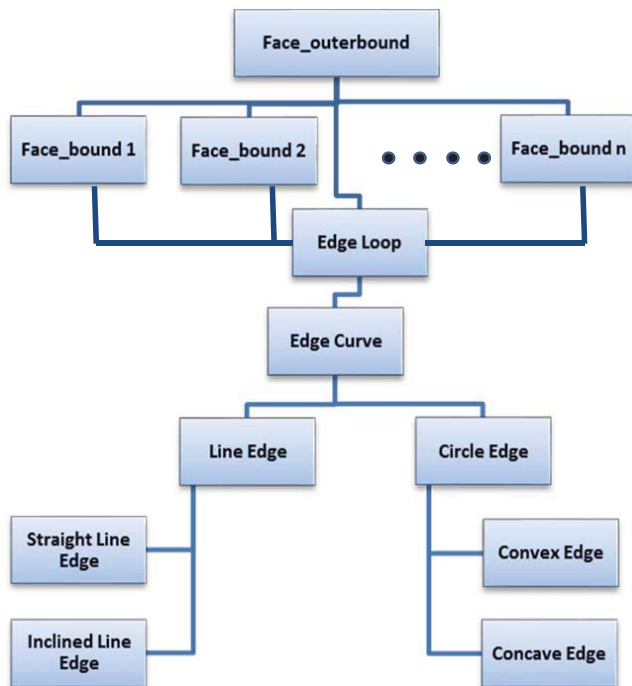 Face_outerbound
Face_bound 1
Face_bound 2
Face_bound n
Edge Loop
Edge Curve
Line Edge
Circle Edge
Straight Line
Edge
Convex Edge
Inclined Line
Edge
Concave Edge